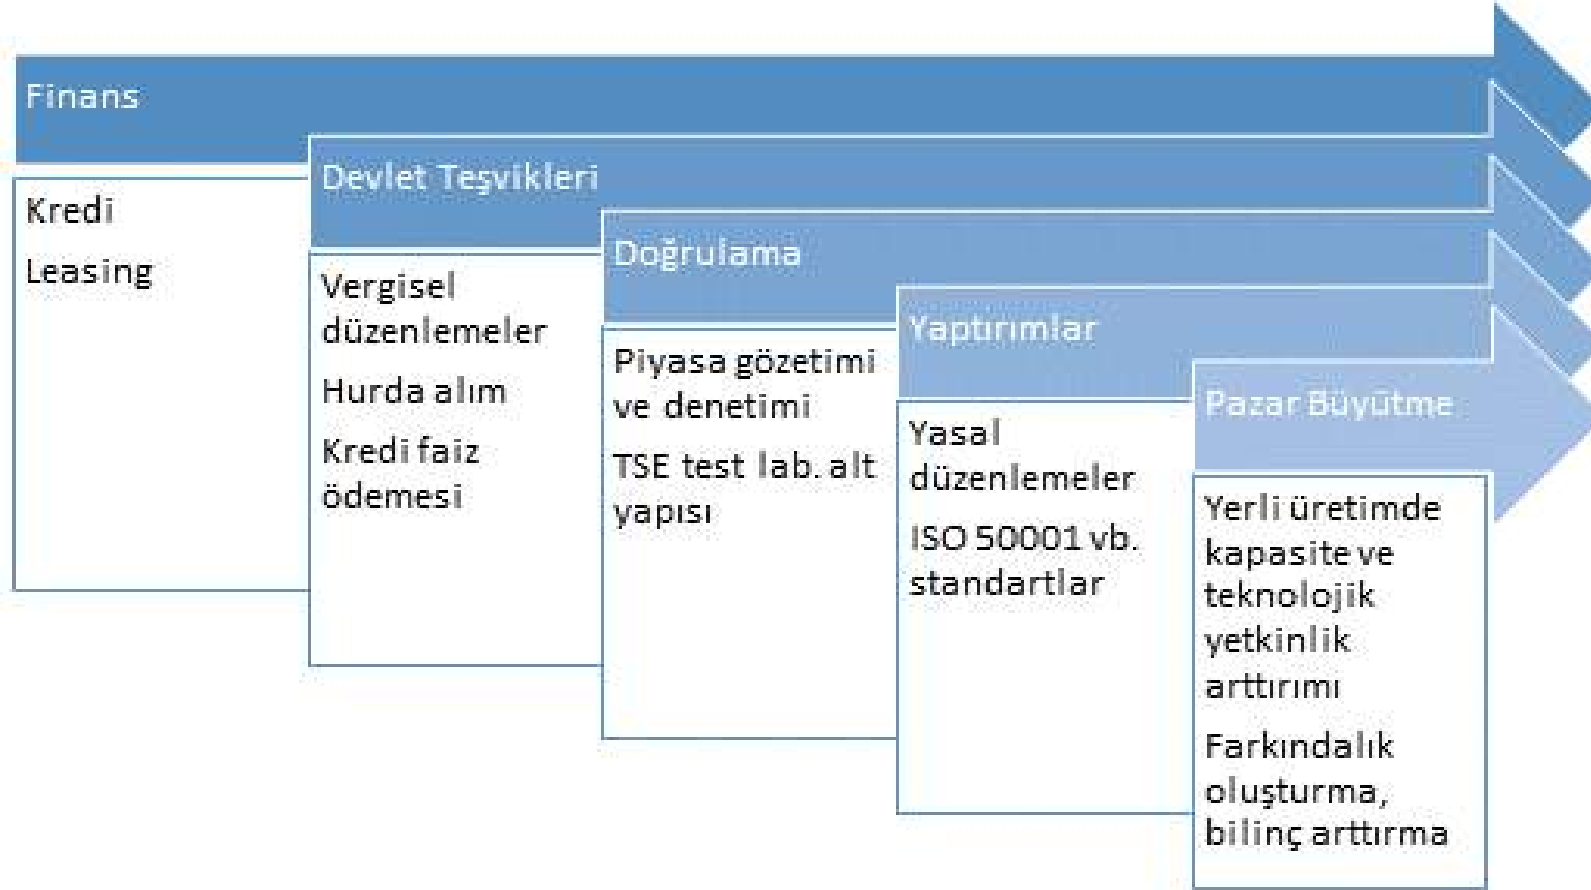 Finans
Kredi
Leasing
Devlet Teşvikleri
Vergisel
düzenlemeler
Hurda alım
Kredi faiz
ödemesi
Doğrulama
Piyasa gözetimi
ve denetimi
TSE test lab. alt
yapısı
Yaptırımlar
Yasal
düzenlemeler
ISO 50001 vb.
standartlar
Pazar Büyütme
Yerli üretimde
kapasite ve
teknolojik
yetkinlik
arttırımı
Farkındalık
oluşturma,
bilinç arttırma